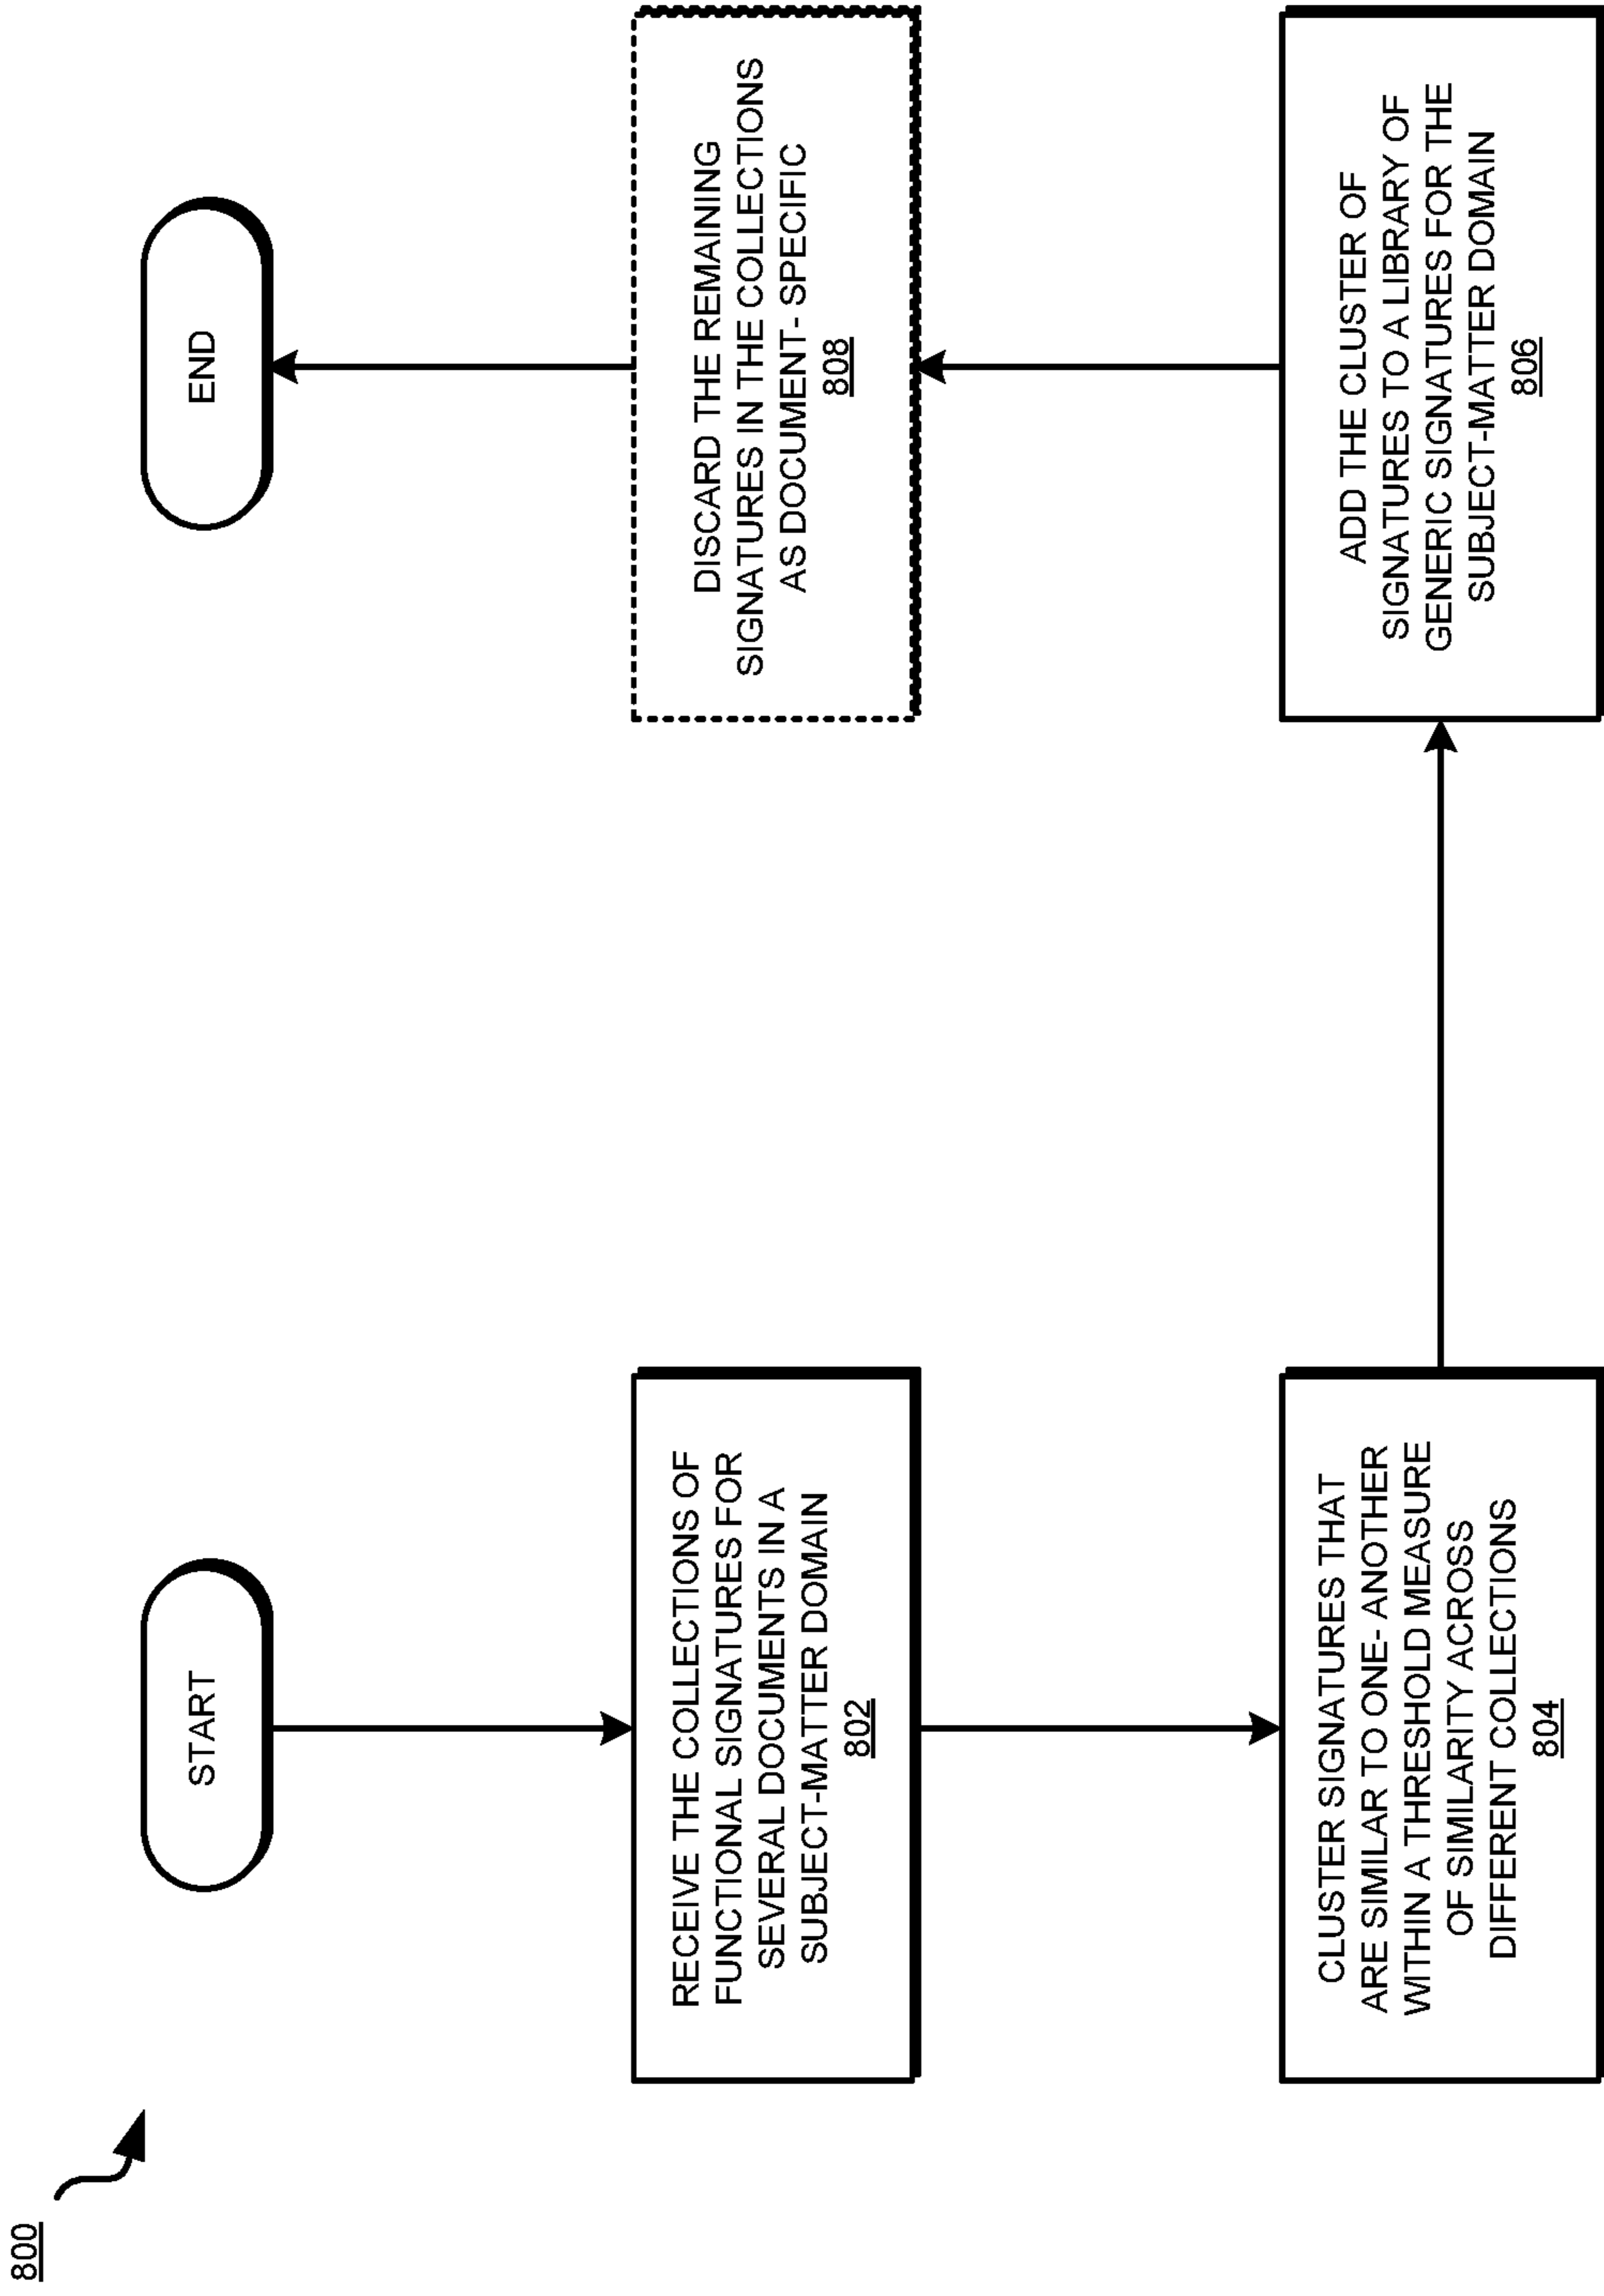 800
START
RECEIVE THE COLLECTIONS OF
FUNCTIONAL SIGNATURES FOR
SEVERAL DOCUMENTS IN A
SUBJECT-MATTER DOMAIN
802
CLUSTER SIGNATURES THAT
ARE SIMILAR TO ONE- ANOTHER
WITHIN A THRESHOLD MEASURE
OF SIMILARITY ACROSS
DIFFERENT COLLECTIONS
804
ADD THE CLUSTER OF
SIGNATURES TO A LIBRARY OF
GENERIC SIGNATURES FOR THE
SUBJECT-MATTER DOMAIN
806
DISCARD THE REMAINING
SIGNATURES IN THE COLLECTIONS
AS DOCUMENT- SPECIFIC
808
END